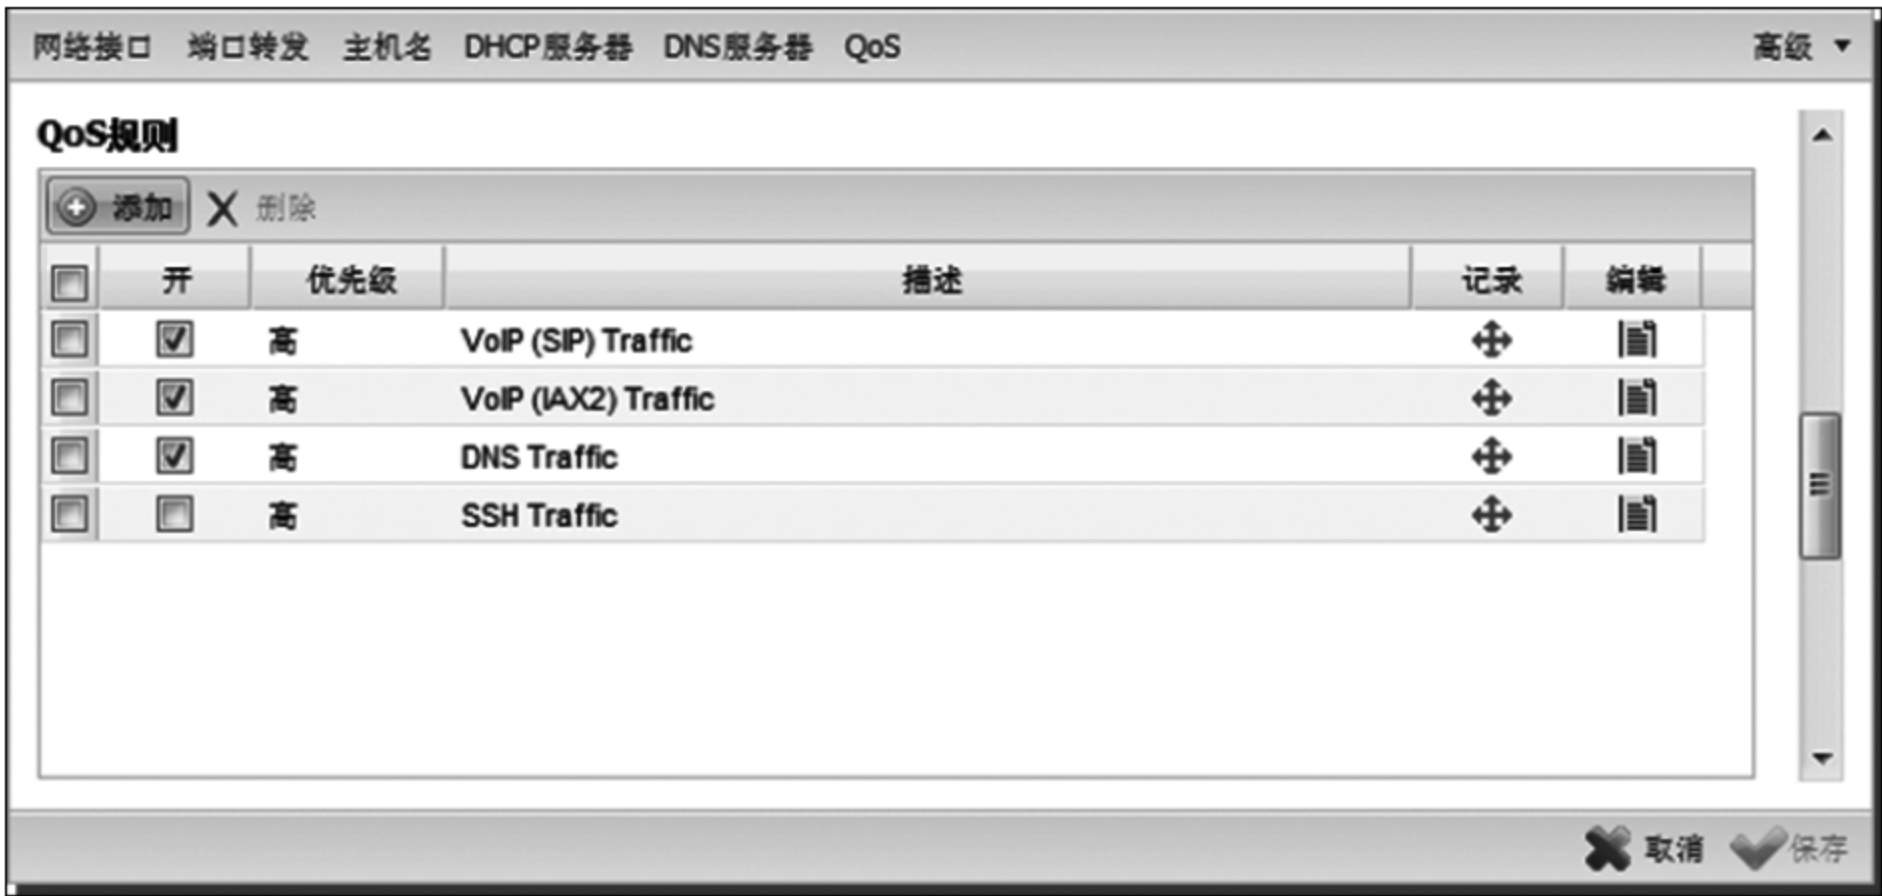 网络接口 端口转发 主机名 DHCP服务器 DNS服务器 QoS 高级
QoS规则
添加 删除
开 优先级 描述 记录 编辑
高 VoIP (SIP) Traffic
高 VoIP (IAX2) Traffic
高 DNS Traffic
高 SSH Traffic
取消 保存